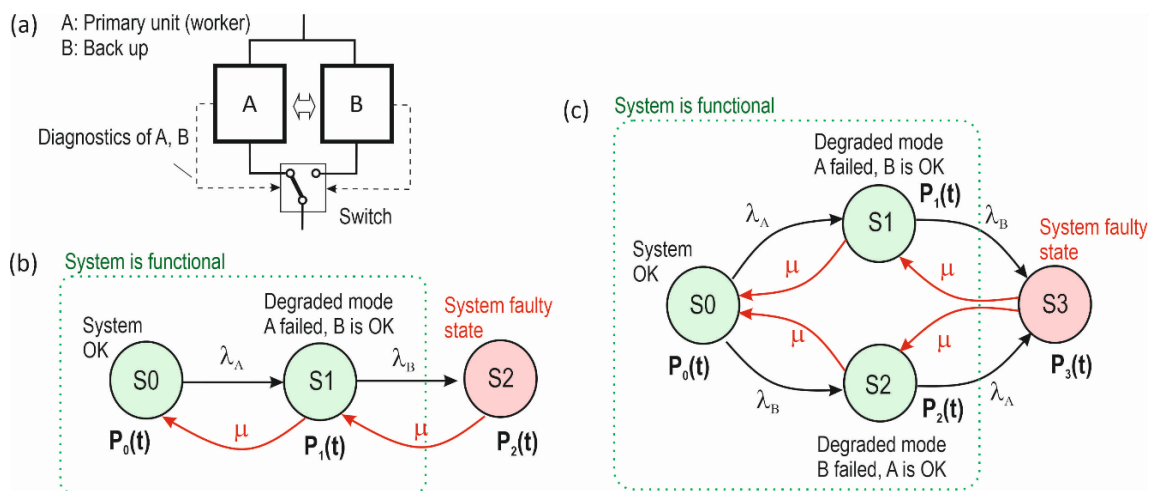 (a)
A: Primary unit (worker)
B: Back up
A
B
Diagnostics of A, B
Switch
(b)
System is functional
System
OK
Degraded mode
A failed, B is OK
System faulty
state
S0
λA
S1
λB
S2
μ
μ
P0(t)
P1(t)
P2(t)
(c)
System is functional
Degraded mode
A failed, B is OK
P1(t)
λA
S1
λB
System
OK
System faulty
state
μ
μ
S0
S3
μ
μ
P0(t)
P3(t)
λB
S2
λA
P2(t)
Degraded mode
B failed, A is OK